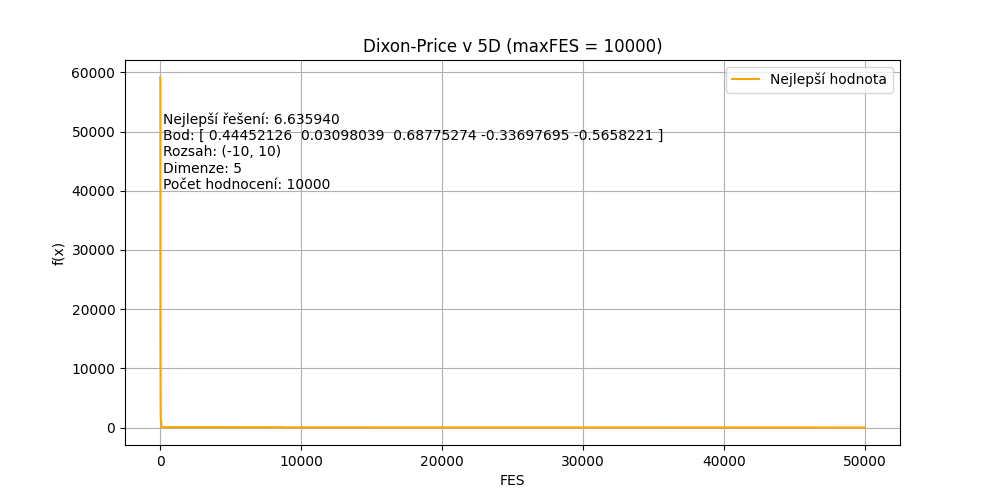 Dixon-Price v 5D (maxFES = 10000)
Nejlepší hodnota
60000
50000
40000
30000
20000
10000
0
f(x)
Nejlepší řešení: 6.635940
Bod: [ 0.44452126  0.03098039  0.68775274 -0.33697695 -0.5658221 ]
Rozsah: (-10, 10)
Dimenze: 5
Počet hodnocení: 10000
0
10000
20000
30000
40000
50000
FES